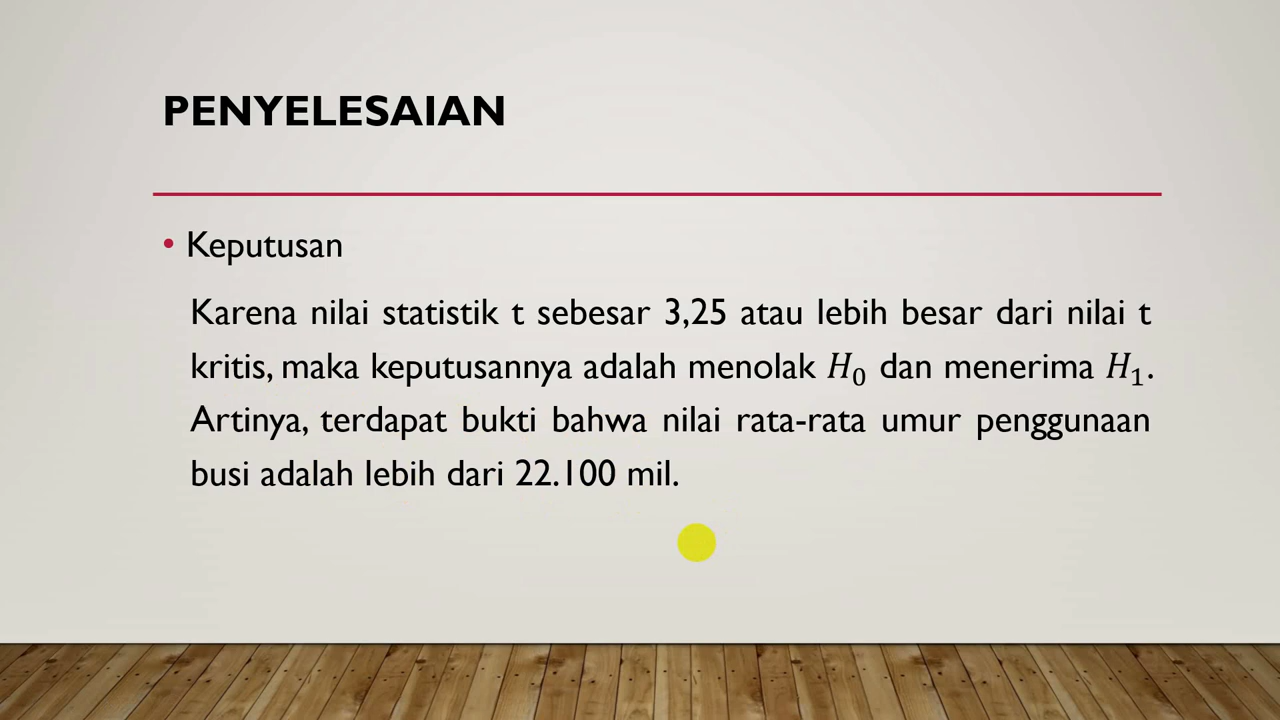 PENYELESAIAN
• Keputusan
Karena nilai statistik t sebesar 3,25 atau lebih besar dari nilai t
kritis, maka keputusannya adalah menolak H₀ dan menerima H₁.
Artinya, terdapat bukti bahwa nilai rata-rata umur penggunaan
busi adalah lebih dari 22.100 mil.